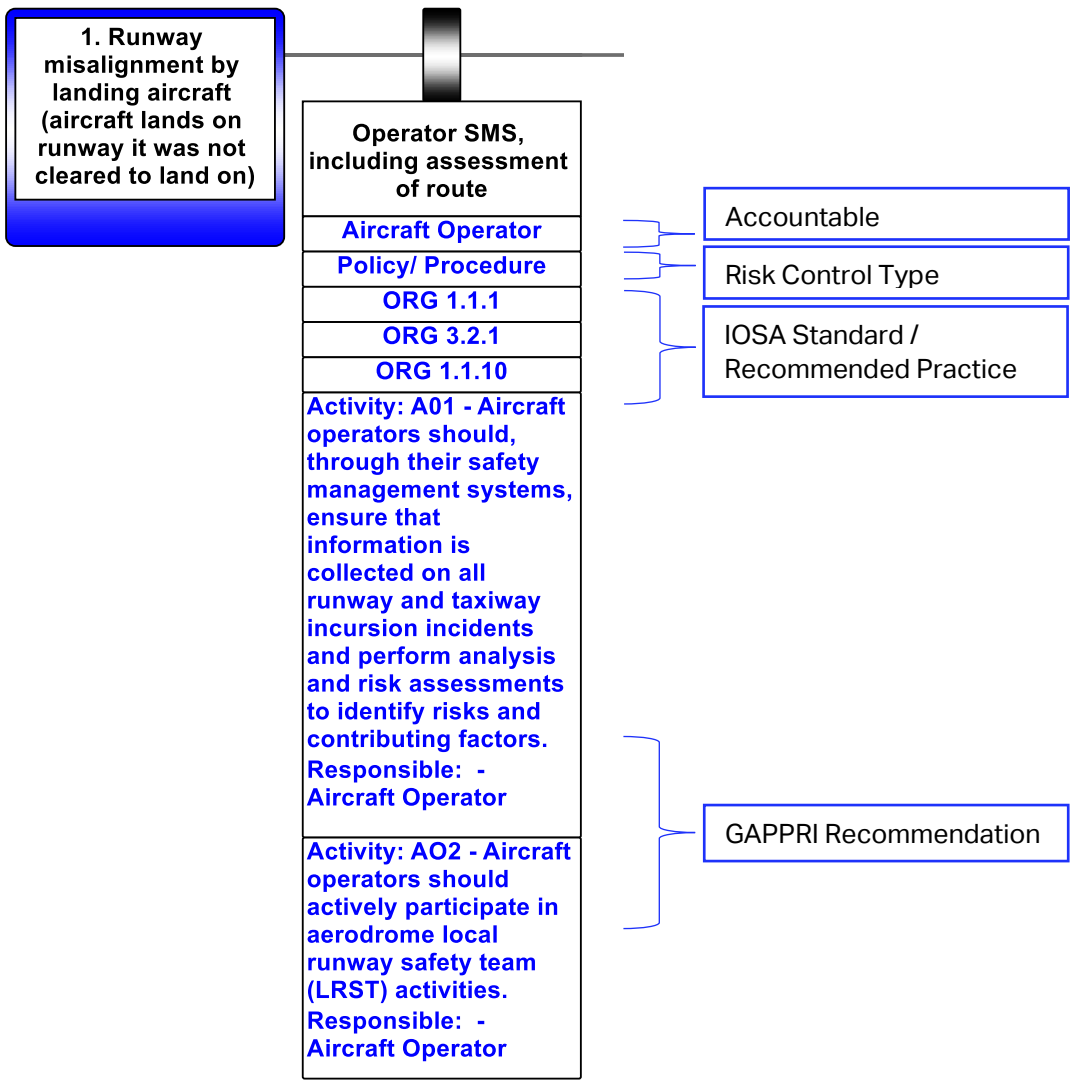 1. Runway
misalignment by
landing aircraft
(aircraft lands on
runway it was not
cleared to land on)
Operator SMS,
including assessment
of route
Aircraft Operator
Policy/ Procedure
ORG 1.1.1
ORG 3.2.1
ORG 1.1.10
Activity: A01 - Aircraft
operators should,
through their safety
management systems,
ensure that
information is
collected on all
runway and taxiway
incursion incidents
and perform analysis
and risk assessments
to identify risks and
contributing factors.
Responsible:  -
Aircraft Operator
Activity: AO2 - Aircraft
operators should
actively participate in
aerodrome local
runway safety team
(LRST) activities.
Responsible:  -
Aircraft Operator
Accountable
Risk Control Type
IOSA Standard /
Recommended Practice
GAPPRI Recommendation